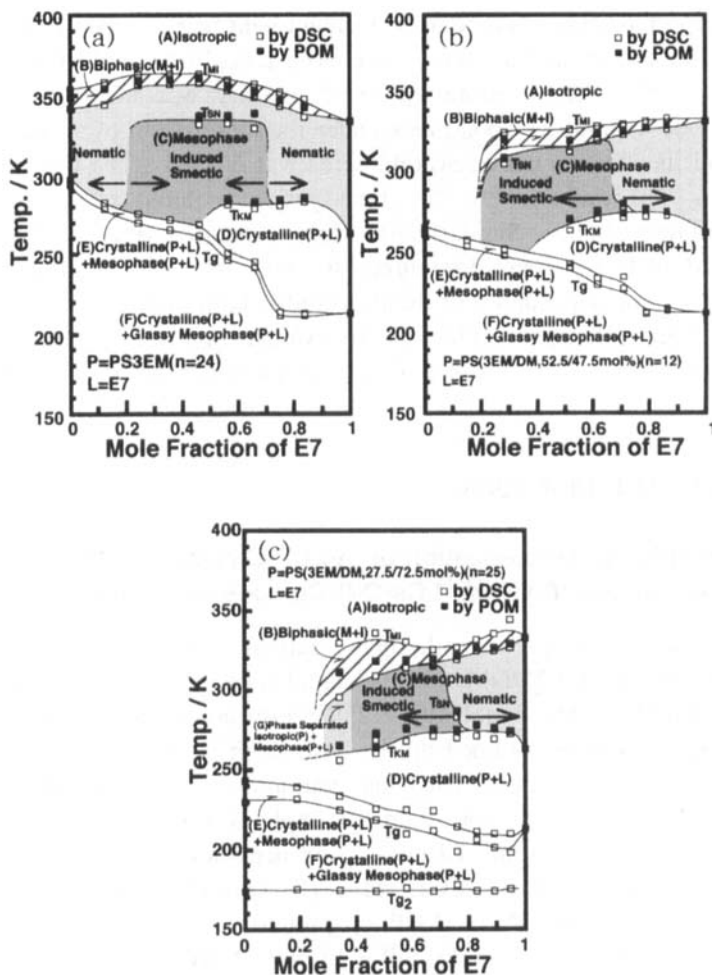 (a)
(A)Isotropic
□ by DSC
■ by POM
(B)Biphasic(M+I)
TMI
TSN
(C)Mesophase
Nematic
Induced
Smectic
Nematic
TKM
(D)Crystalline(P+L)
(E)Crystalline(P+L)
+Mesophase(P+L)
Tg
(F)Crystalline(P+L)
+Glassy Mesophase(P+L)
P=PS3EM(n=24)
L=E7
400
350
300
250
200
150
Temp. / K
0 0.2 0.4 0.6 0.8 1
Mole Fraction of E7
(b)
□ by DSC
■ by POM
(A)Isotropic
(B)Biphasic(M+I)
TMI
TSN
(C)Mesophase
Induced
Smectic
Nematic
TKM
(D)Crystalline(P+L)
(E)Crystalline(P+L)
+Mesophase(P+L)
Tg
(F)Crystalline(P+L)
+Glassy Mesophase(P+L)
P=PS(3EM/DM,52.5/47.5mol%)(n=12)
L=E7
400
350
300
250
200
150
Temp. / K
0 0.2 0.4 0.6 0.8 1
Mole Fraction of E7
(c)
P=PS(3EM/DM,27.5/72.5mol%)(n=25)
L=E7
□ by DSC
■ by POM
(A)Isotropic
(B)Biphasic(M+I)
TMI
(C)Mesophase
Induced
Smectic
TSN
Nematic
(G)Phase Separated
Isotropic(P) +
Mesophase(P+L)
TKM
(D)Crystalline(P+L)
(E)Crystalline(P+L)
+Mesophase(P+L)
Tg
(F)Crystalline(P+L)
+Glassy Mesophase(P+L)
Tg2
400
350
300
250
200
150
Temp. / K
0 0.2 0.4 0.6 0.8 1
Mole Fraction of E7